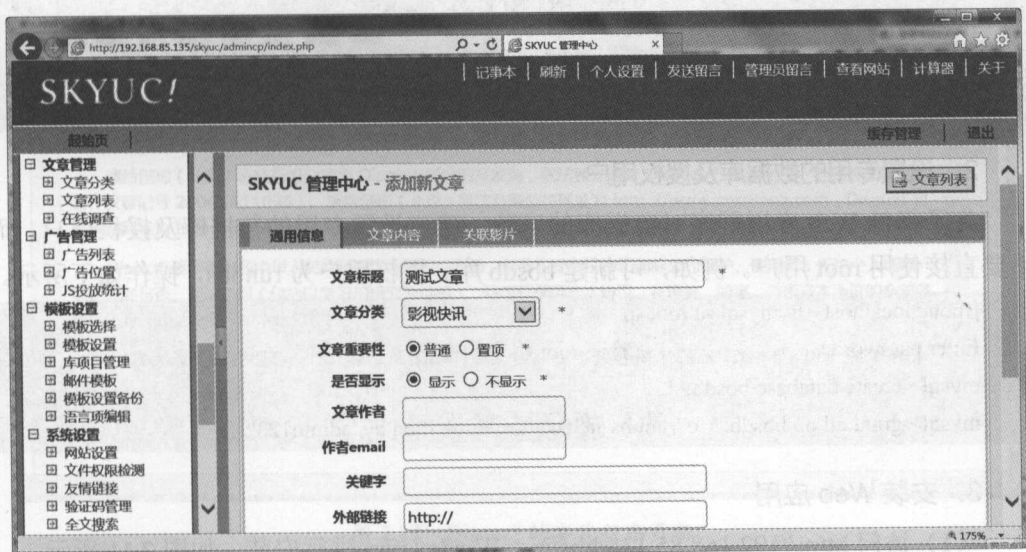 http://192.168.85.135/skyuc/admincp/index.php
SKYUC 管理中心
SKYUC!
记事本 | 刷新 | 个人设置 | 发送留言 | 管理员留言 | 查看网站 | 计算器 | 关于
起始页
缓存管理 | 退出
文章管理
文章分类
文章列表
在线调查
广告管理
广告列表
广告位置
JS投放统计
模板设置
模板选择
模板设置
库项目管理
邮件模板
模板设置备份
语言项编辑
系统设置
网站设置
文件权限检测
友情链接
验证码管理
全文搜索
SKYUC 管理中心 - 添加新文章
文章列表
通用信息 文章内容 关联影片
文章标题 测试文章 *
文章分类 影视快讯 *
文章重要性 普通 置顶 *
是否显示 显示 不显示 *
文章作者
作者email
关键字
外部链接 http://
175%